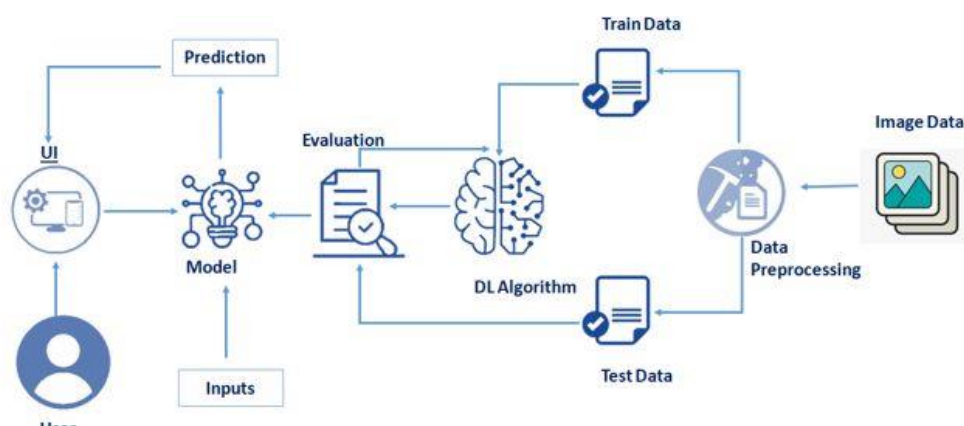 Train Data
Prediction
Image Data
Evaluation
UI
Data
Preprocessing
Model
DL Algorithm
Inputs
Test Data